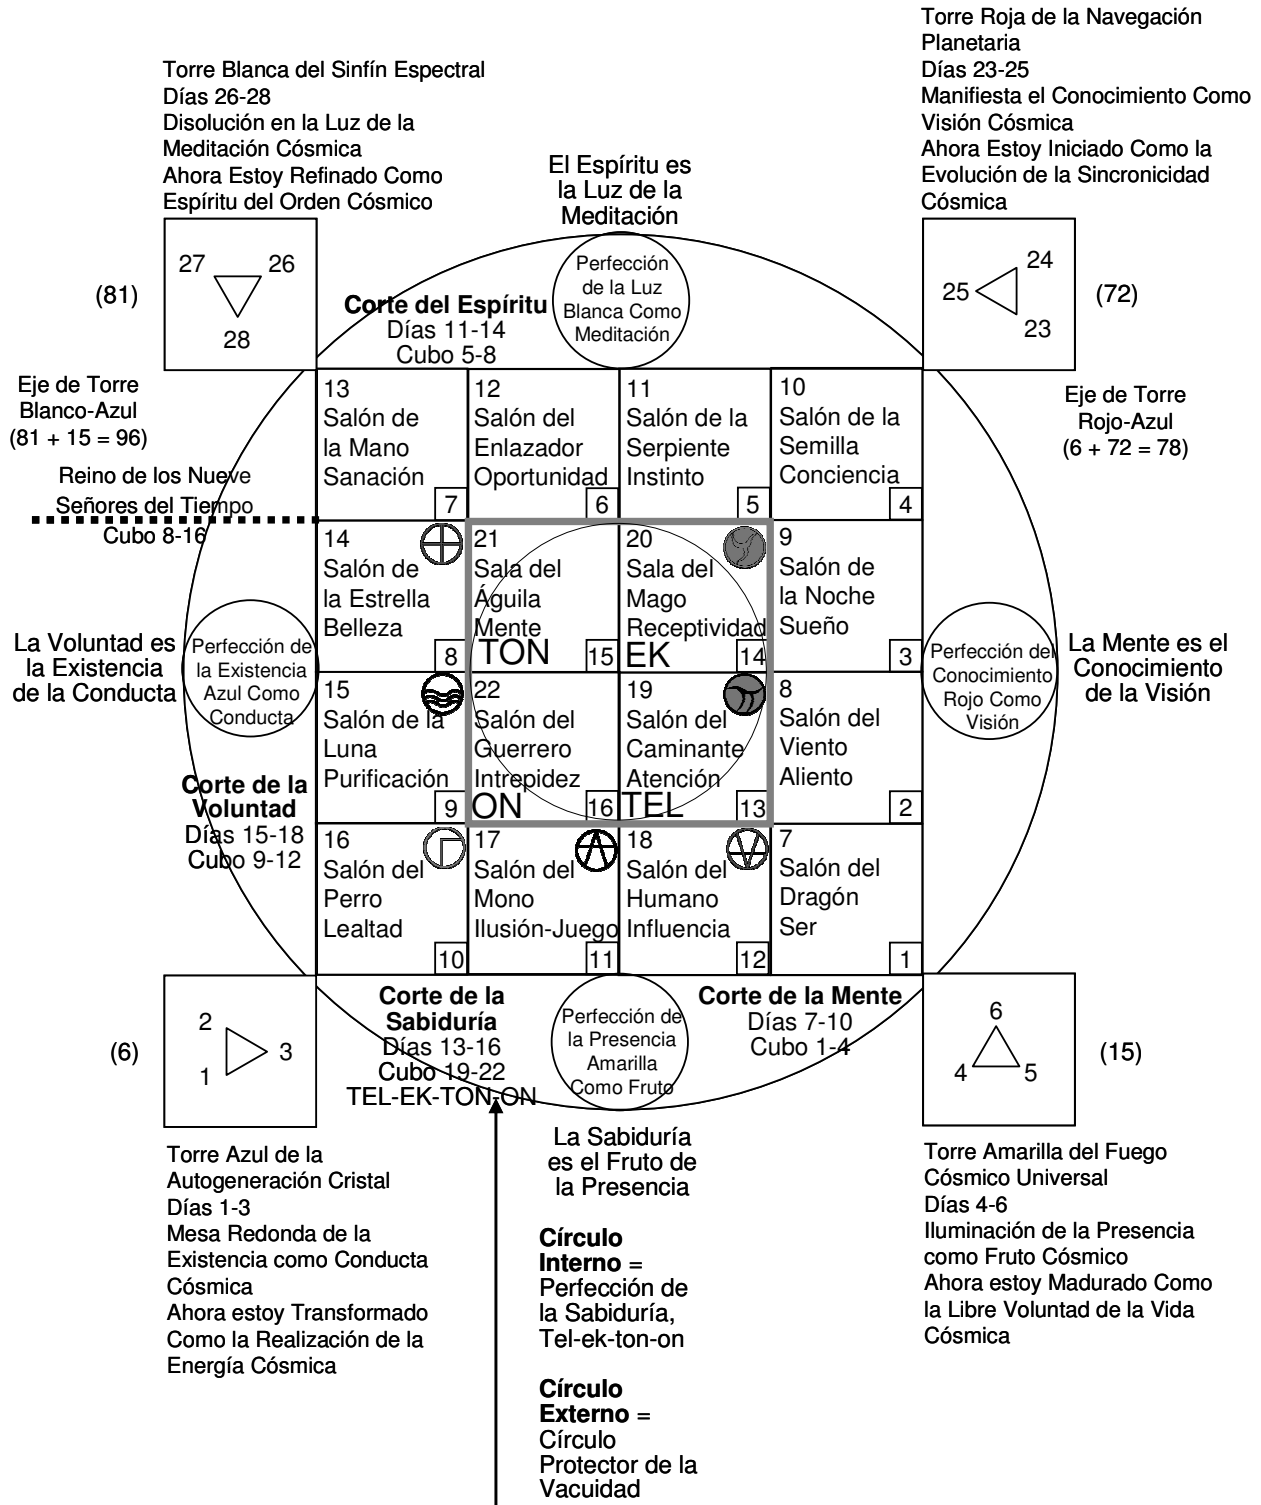 Torre Roja de la Navegación
Planetaria
Días 23-25
Manifiesta el Conocimiento Como
Visión Cósmica
Ahora Estoy Iniciado Como la
Evolución de la Sincronicidad
Cósmica
Torre Blanca del Sinfín Espectral
Días 26-28
Disolución en la Luz de la
Meditación Cósmica
Ahora Estoy Refinado Como
Espíritu del Orden Cósmico
El Espíritu es
la Luz de la
Meditación
27 26
28
(81)
Perfección
de la Luz
Blanca Como
Meditación
24
25
23
(72)
Corte del Espíritu
Días 11-14
Cubo 5-8
Eje de Torre
Blanco-Azul
(81 + 15 = 96)
Eje de Torre
Rojo-Azul
(6 + 72 = 78)
Reino de los Nueve
Señores del Tiempo
Cubo 8-16
13
Salón de
la Mano
Sanación
7
12
Salón del
Enlazador
Oportunidad
6
11
Salón de la
Serpiente
Instinto
5
10
Salón de la
Semilla
Conciencia
4
14
Salón de
la Estrella
Belleza
8
21
Sala del
Águila
Mente
TON
15
20
Sala del
Mago
Receptividad
EK
14
9
Salón de
la Noche
Sueño
3
La Voluntad es
la Existencia
de la Conducta
Perfección de
la Existencia
Azul Como
Conducta
Perfección del
Conocimiento
Rojo Como
Visión
La Mente es el
Conocimiento
de la Visión
15
Salón de la
Luna
Purificación
9
22
Salón del
Guerrero
Intrepidez
ON
16
19
Salón del
Caminante
Atención
TEL
13
8
Salón del
Viento
Aliento
2
Corte de la
Voluntad
Días 15-18
Cubo 9-12
16
Salón del
Perro
Lealtad
10
17
Salón del
Mono
Ilusión-Juego
11
18
Salón del
Humano
Influencia
12
7
Salón del
Dragón
Ser
1
Corte de la
Sabiduría
Días 13-16
Cubo 19-22
TEL-EK-TON-ON
Perfección de
la Presencia
Amarilla
Como Fruto
Corte de la Mente
Días 7-10
Cubo 1-4
(6)
2
3
1
6
4 5
(15)
La Sabiduría
es el Fruto de
la Presencia
Torre Azul de la
Autogeneración Cristal
Días 1-3
Mesa Redonda de la
Existencia como Conducta
Cósmica
Ahora estoy Transformado
Como la Realización de la
Energía Cósmica
Torre Amarilla del Fuego
Cósmico Universal
Días 4-6
Iluminación de la Presencia
como Fruto Cósmico
Ahora estoy Madurado Como
la Libre Voluntad de la Vida
Cósmica
Círculo
Interno =
Perfección de
la Sabiduría,
Tel-ek-ton-on
Círculo
Externo =
Círculo
Protector de la
Vacuidad